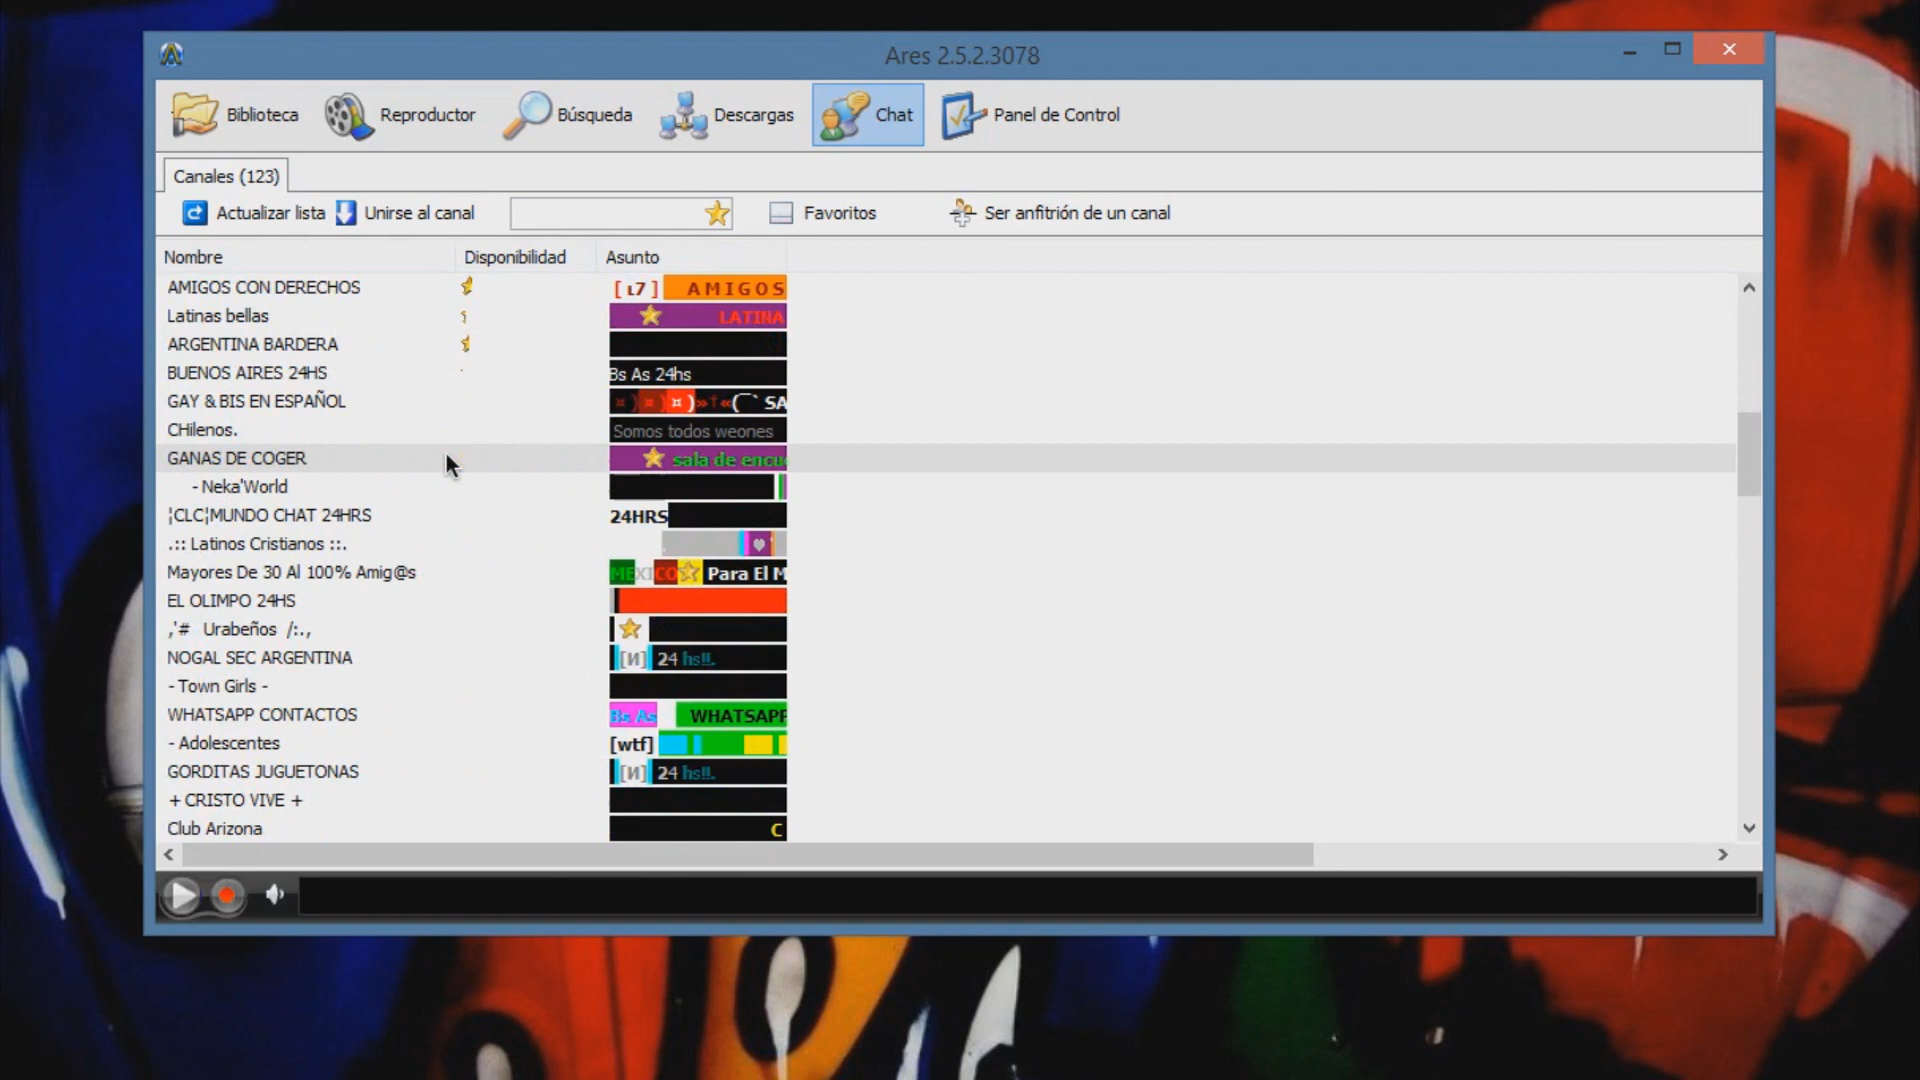 Ares 2.5.2.3078
Biblioteca Reproductor Búsqueda Descargas Chat Panel de Control
Canales (123)
Actualizar lista Unirse al canal Favoritos Ser anfitrión de un canal
Nombre Disponibilidad Asunto
AMIGOS CON DERECHOS [ ʟ7 ] A M I G O S
Latinas bellas LATINA
ARGENTINA BARDERA
BUENOS AIRES 24HS Bs As 24hs
GAY & BIS EN ESPAÑOL ¤ ) ¤ ) ¤ )»†«(¯` SA
CHilenos. Somos todos weones
GANAS DE COGER sala de encu
- Neka'World
¦CLC¦MUNDO CHAT 24HRS 24HRS
.:: Latinos Cristianos ::.
Mayores De 30 Al 100% Amig@s MEXICO Para El M
EL OLIMPO 24HS
,'# Urabeños /:.,
NOGAL SEC ARGENTINA [И] 24 hs!!.
- Town Girls -
WHATSAPP CONTACTOS Bs As WHATSAPP
- Adolescentes [wtf]
GORDITAS JUGUETONAS [И] 24 hs!!.
+ CRISTO VIVE +
Club Arizona C